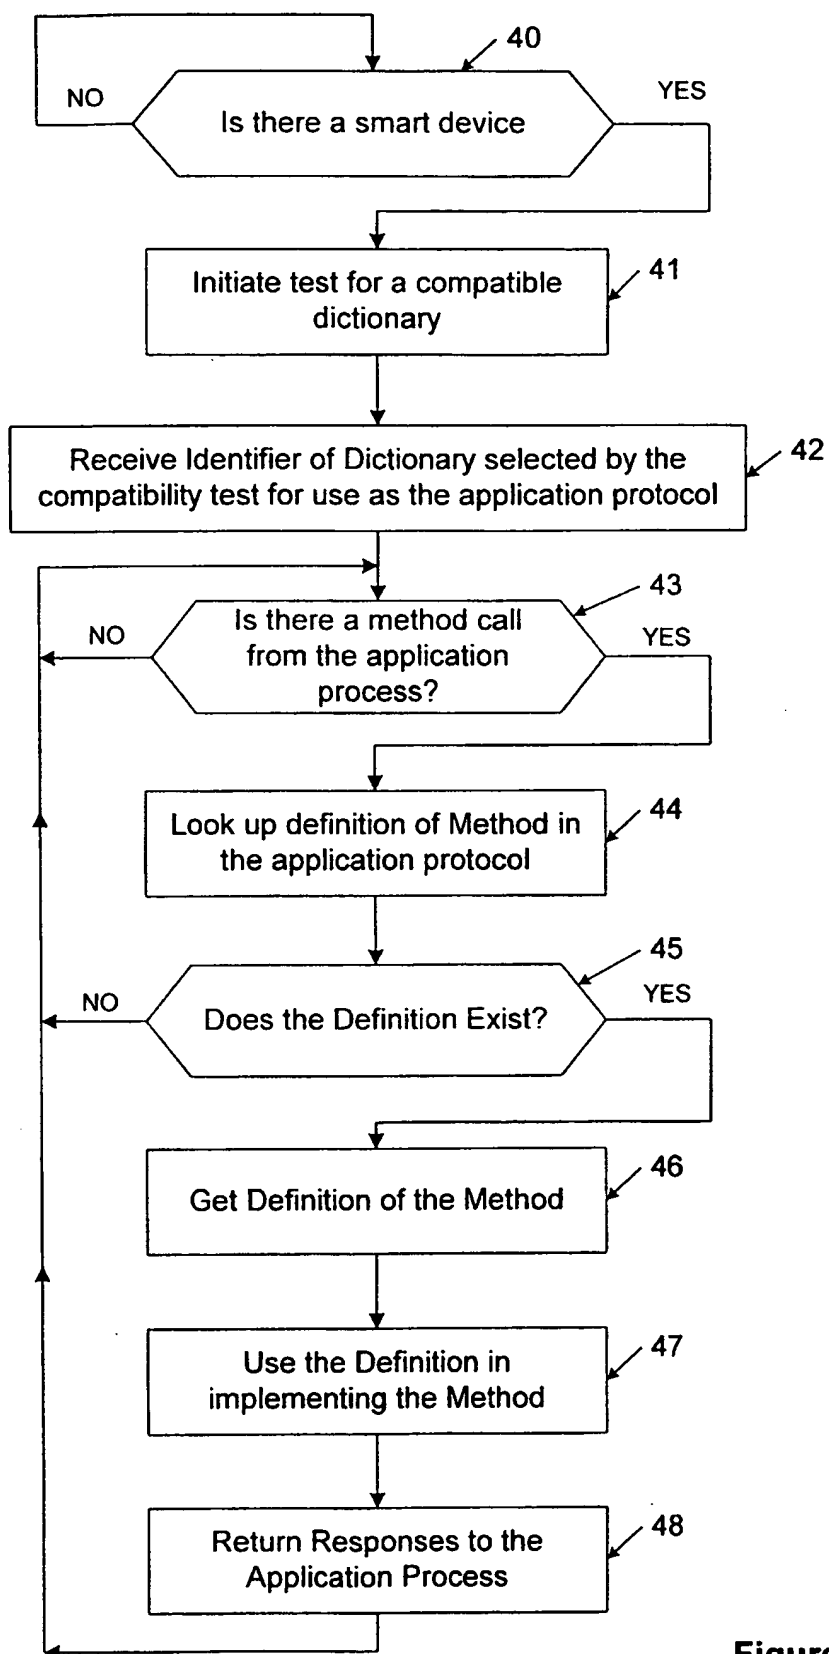 40
NO
YES
Is there a smart device
41
Initiate test for a compatible
dictionary
42
Receive Identifier of Dictionary selected by the
compatibility test for use as the application protocol
43
NO
YES
Is there a method call
from the application
process?
44
Look up definition of Method in
the application protocol
45
NO
YES
Does the Definition Exist?
46
Get Definition of the Method
47
Use the Definition in
implementing the Method
48
Return Responses to the
Application Process
Figure